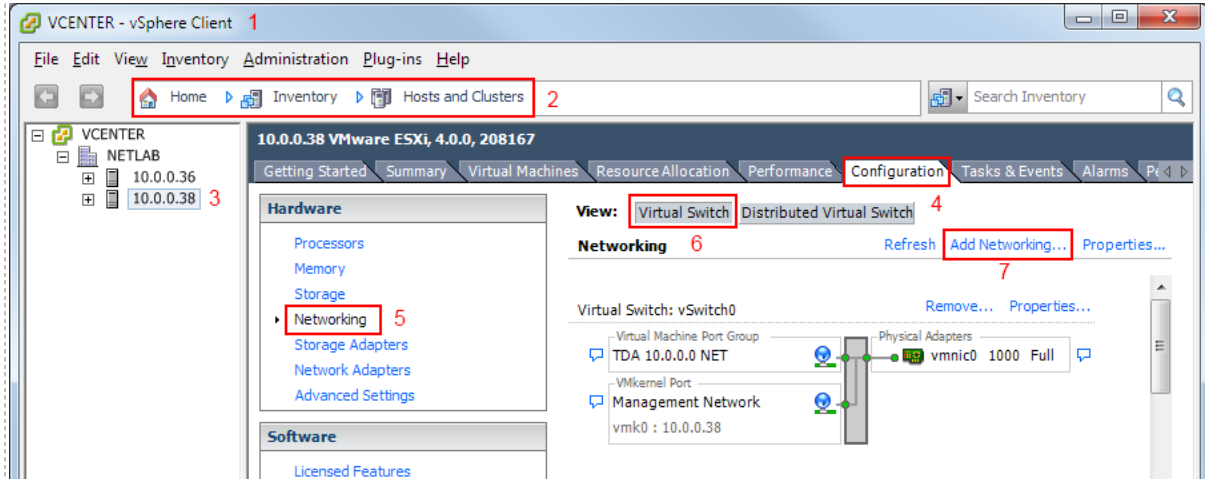 VCENTER - vSphere Client 1
File Edit View Inventory Administration Plug-ins Help
Home Inventory Hosts and Clusters 2
Search Inventory
VCENTER
NETLAB
10.0.0.36
10.0.0.38 3
10.0.0.38 VMware ESXi, 4.0.0, 208167
Getting Started Summary Virtual Machines Resource Allocation Performance Configuration Tasks & Events Alarms
4
Hardware
Processors
Memory
Storage
Networking 5
Storage Adapters
Network Adapters
Advanced Settings
Software
Licensed Features
View: Virtual Switch Distributed Virtual Switch
Networking 6 Refresh Add Networking... Properties...
7
Virtual Switch: vSwitch0 Remove... Properties...
Virtual Machine Port Group
TDA 10.0.0.0 NET
Physical Adapters
vmnic0 1000 Full
VMkernel Port
Management Network
vmk0 : 10.0.0.38